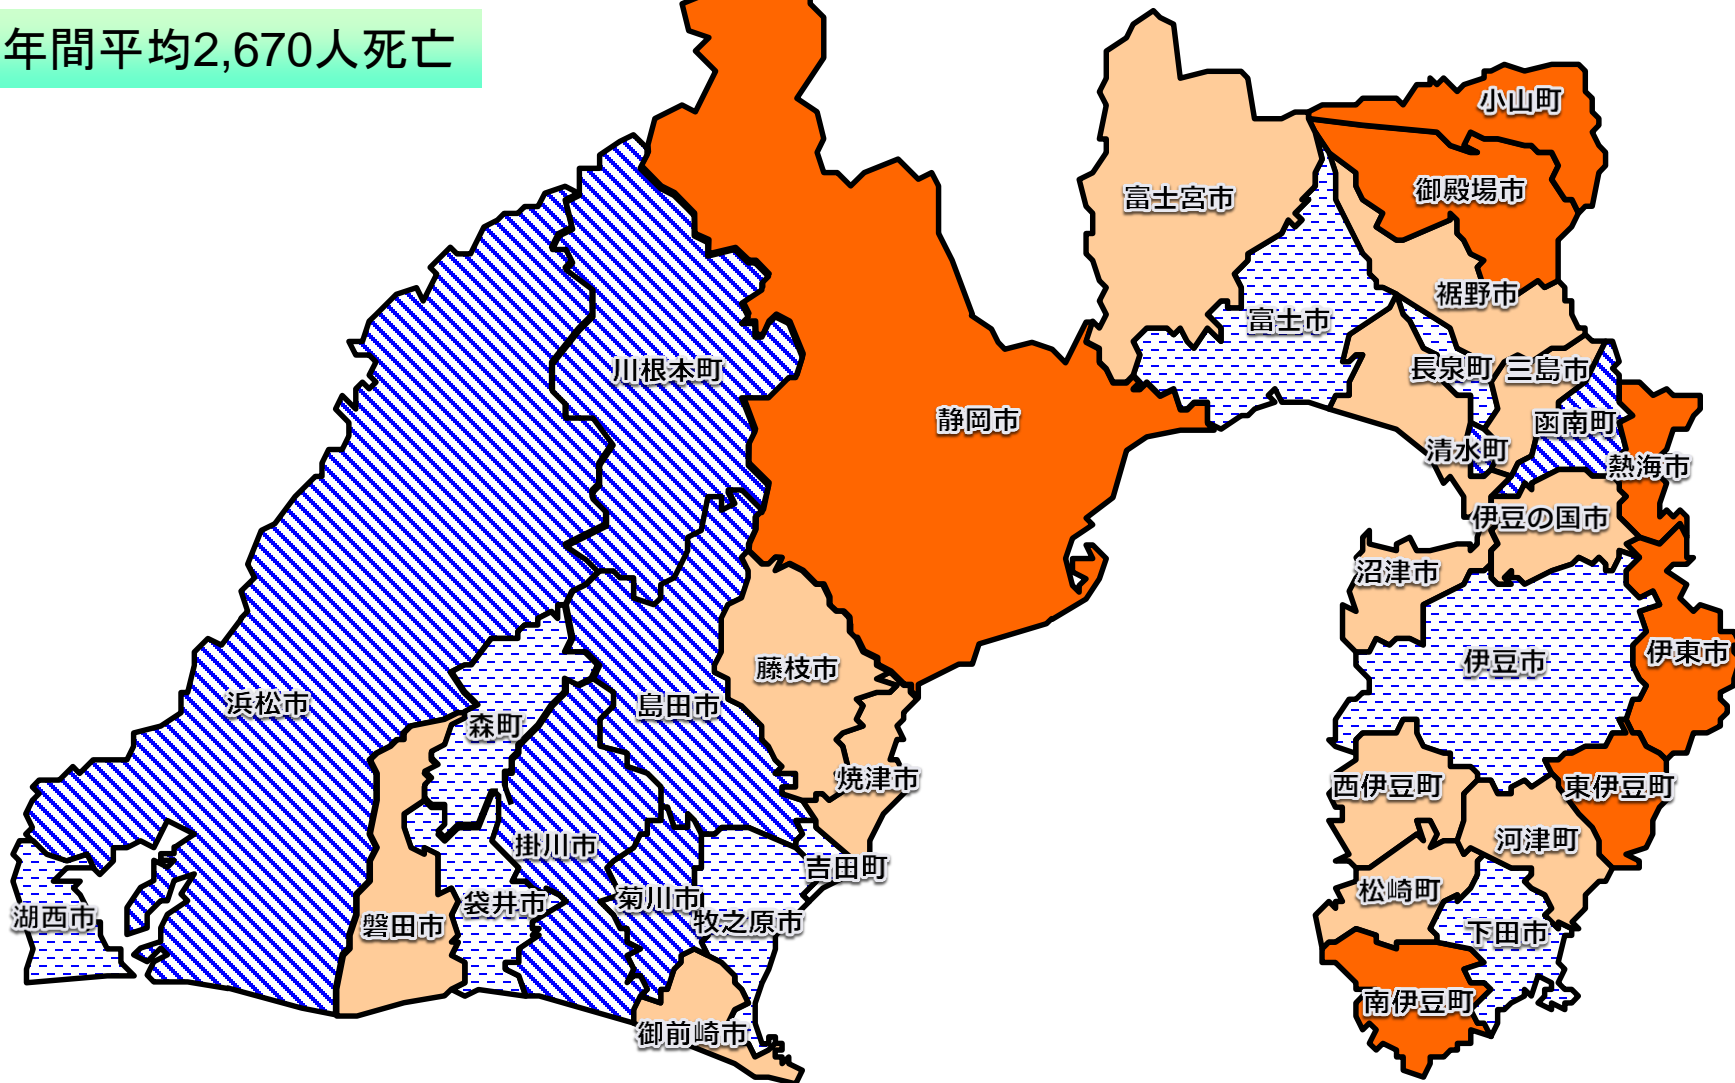 年間平均2,670人死亡
小山町
御殿場市
富士宮市
裾野市
富士市
川根本町
長泉町
三島市
静岡市
函南町
清水町
熱海市
伊豆の国市
沼津市
伊東市
伊豆市
藤枝市
浜松市
島田市
森町
焼津市
西伊豆町
東伊豆町
掛川市
河津町
吉田町
松崎町
菊川市
袋井市
湖西市
磐田市
牧之原市
下田市
南伊豆町
御前崎市